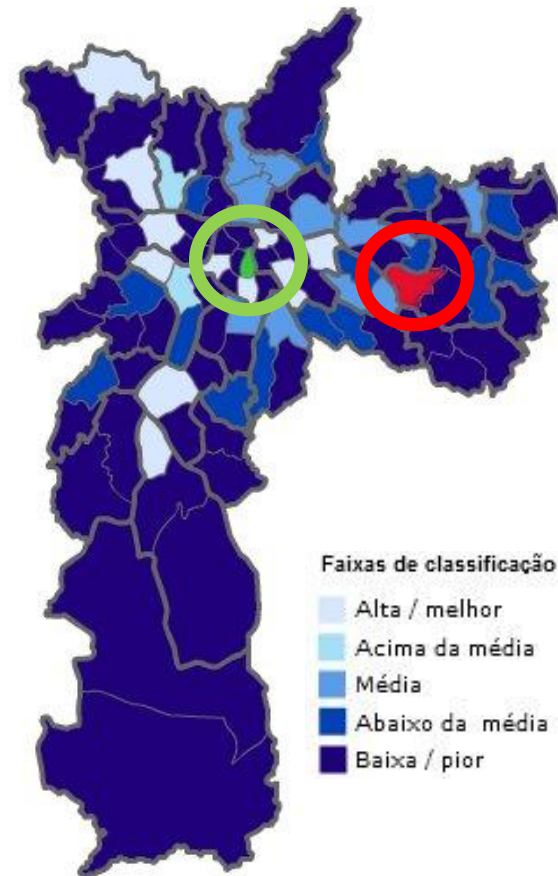 Faixas de classificação
Alta / melhor
Acima da média
Média
Abaixo da média
Baixa / pior